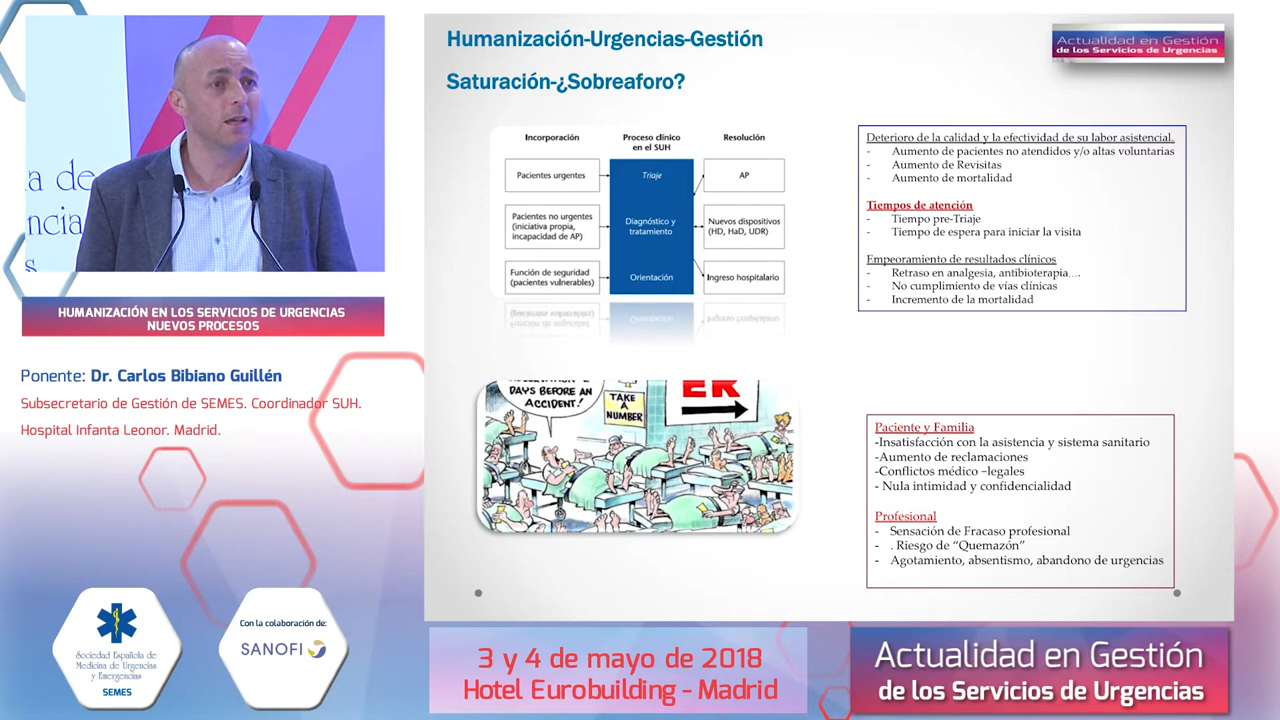 a de
ncia
s
HUMANIZACIÓN EN LOS SERVICIOS DE URGENCIAS
NUEVOS PROCESOS
Ponente: Dr. Carlos Bibiano Guillén
Subsecretario de Gestión de SEMES. Coordinador SUH.
Hospital Infanta Leonor. Madrid.
Sociedad Española de
Medicina de Urgencias
y Emergencias
SEMES
Con la colaboración de:
SANOFI
Humanización-Urgencias-Gestión
Saturación-¿Sobreaforo?
Actualidad en Gestión
de los Servicios de Urgencias
Incorporación
Proceso clínico
en el SUH
Resolución
Pacientes urgentes
Triaje
AP
Pacientes no urgentes
(iniciativa propia,
incapacidad de AP)
Diagnóstico y
tratamiento
Nuevos dispositivos
(HD, HaD, UDR)
Función de seguridad
(pacientes vulnerables)
Orientación
Ingreso hospitalario
DAYS BEFORE AN
ACCIDENT!
TAKE
A
NUMBER
ER
Deterioro de la calidad y la efectividad de su labor asistencial.
- Aumento de pacientes no atendidos y/o altas voluntarias
- Aumento de Revisitas
- Aumento de mortalidad
Tiempos de atención
- Tiempo pre-Triaje
- Tiempo de espera para iniciar la visita
Empeoramiento de resultados clínicos
- Retraso en analgesia, antibioterapia....
- No cumplimiento de vías clínicas
- Incremento de la mortalidad
Paciente y Familia
-Insatisfacción con la asistencia y sistema sanitario
-Aumento de reclamaciones
-Conflictos médico –legales
- Nula intimidad y confidencialidad
Profesional
- Sensación de Fracaso profesional
- . Riesgo de “Quemazón”
- Agotamiento, absentismo, abandono de urgencias
3 y 4 de mayo de 2018
Hotel Eurobuilding - Madrid
Actualidad en Gestión
de los Servicios de Urgencias